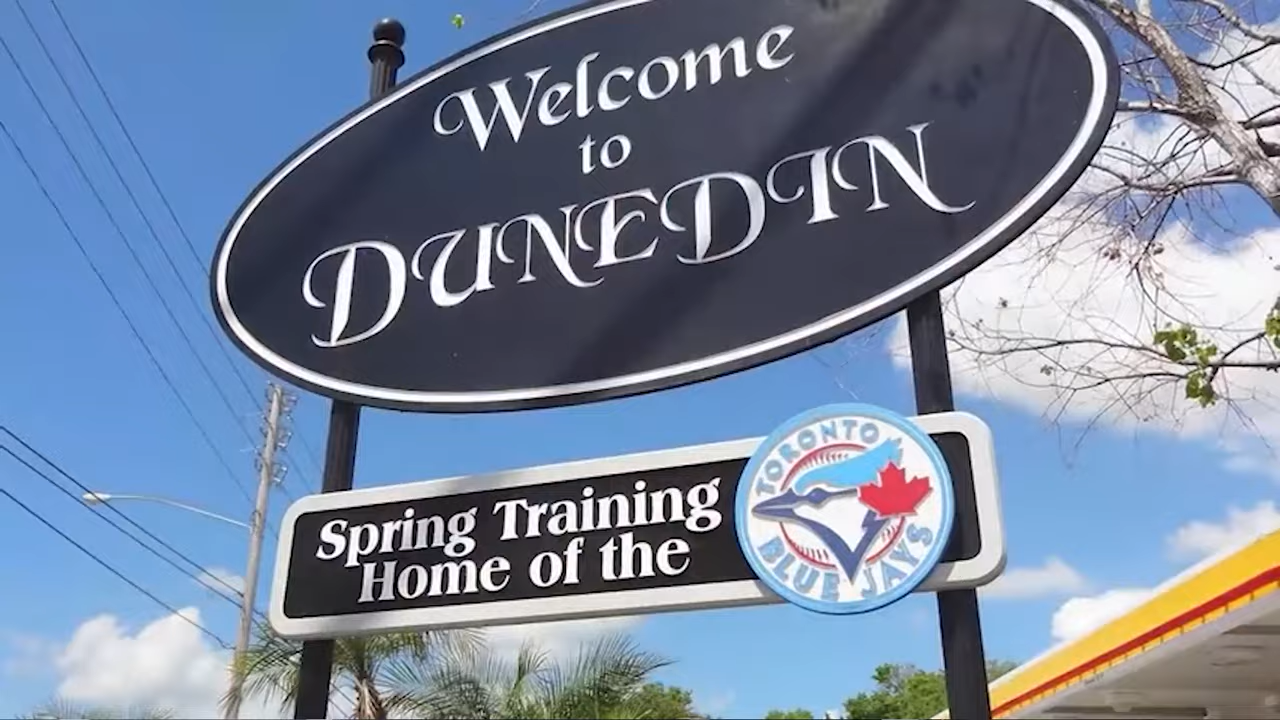 Welcome
to
DUNEDIN
Spring Training
Home of the
TORONTO
BLUE JAYS